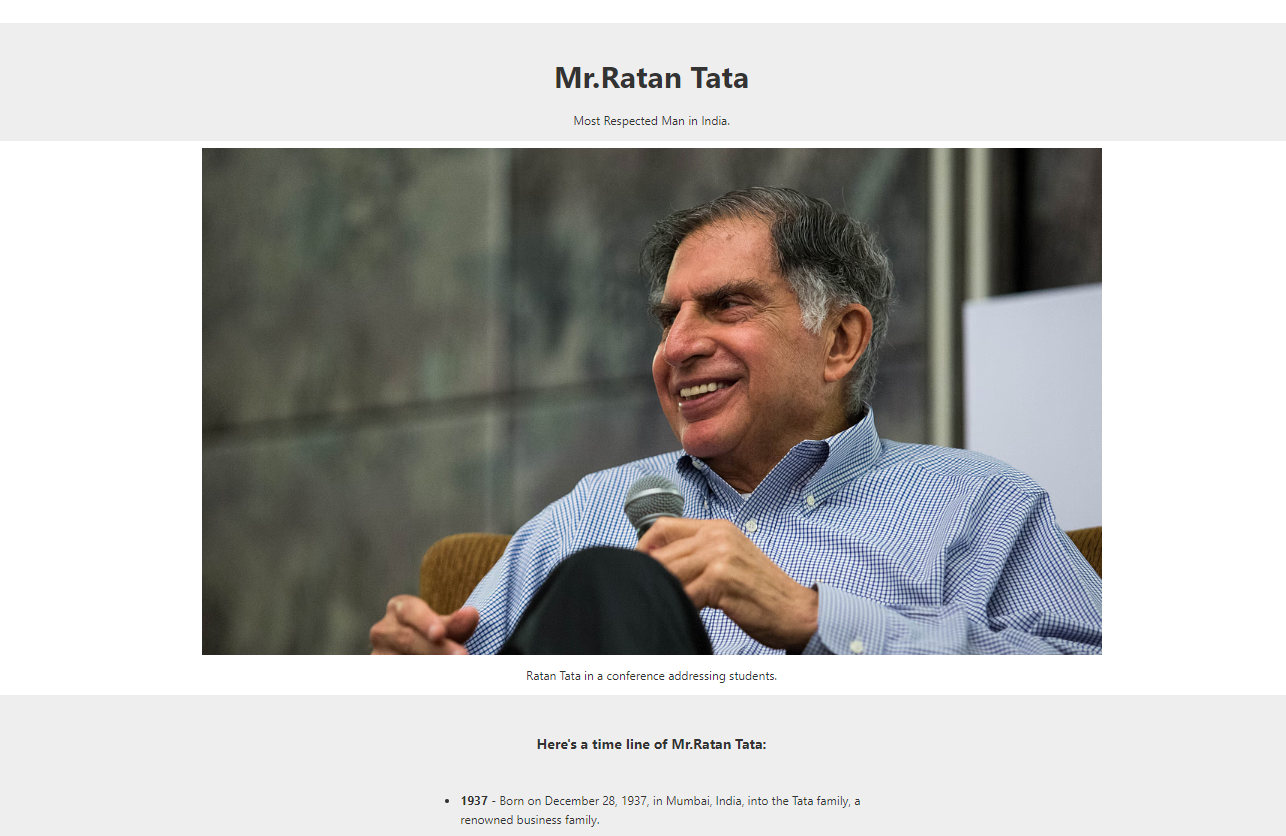 Mr.Ratan Tata
Most Respected Man in India.
Ratan Tata in a conference addressing students.
Here's a time line of Mr.Ratan Tata:
• 1937 - Born on December 28, 1937, in Mumbai, India, into the Tata family, a
renowned business family.